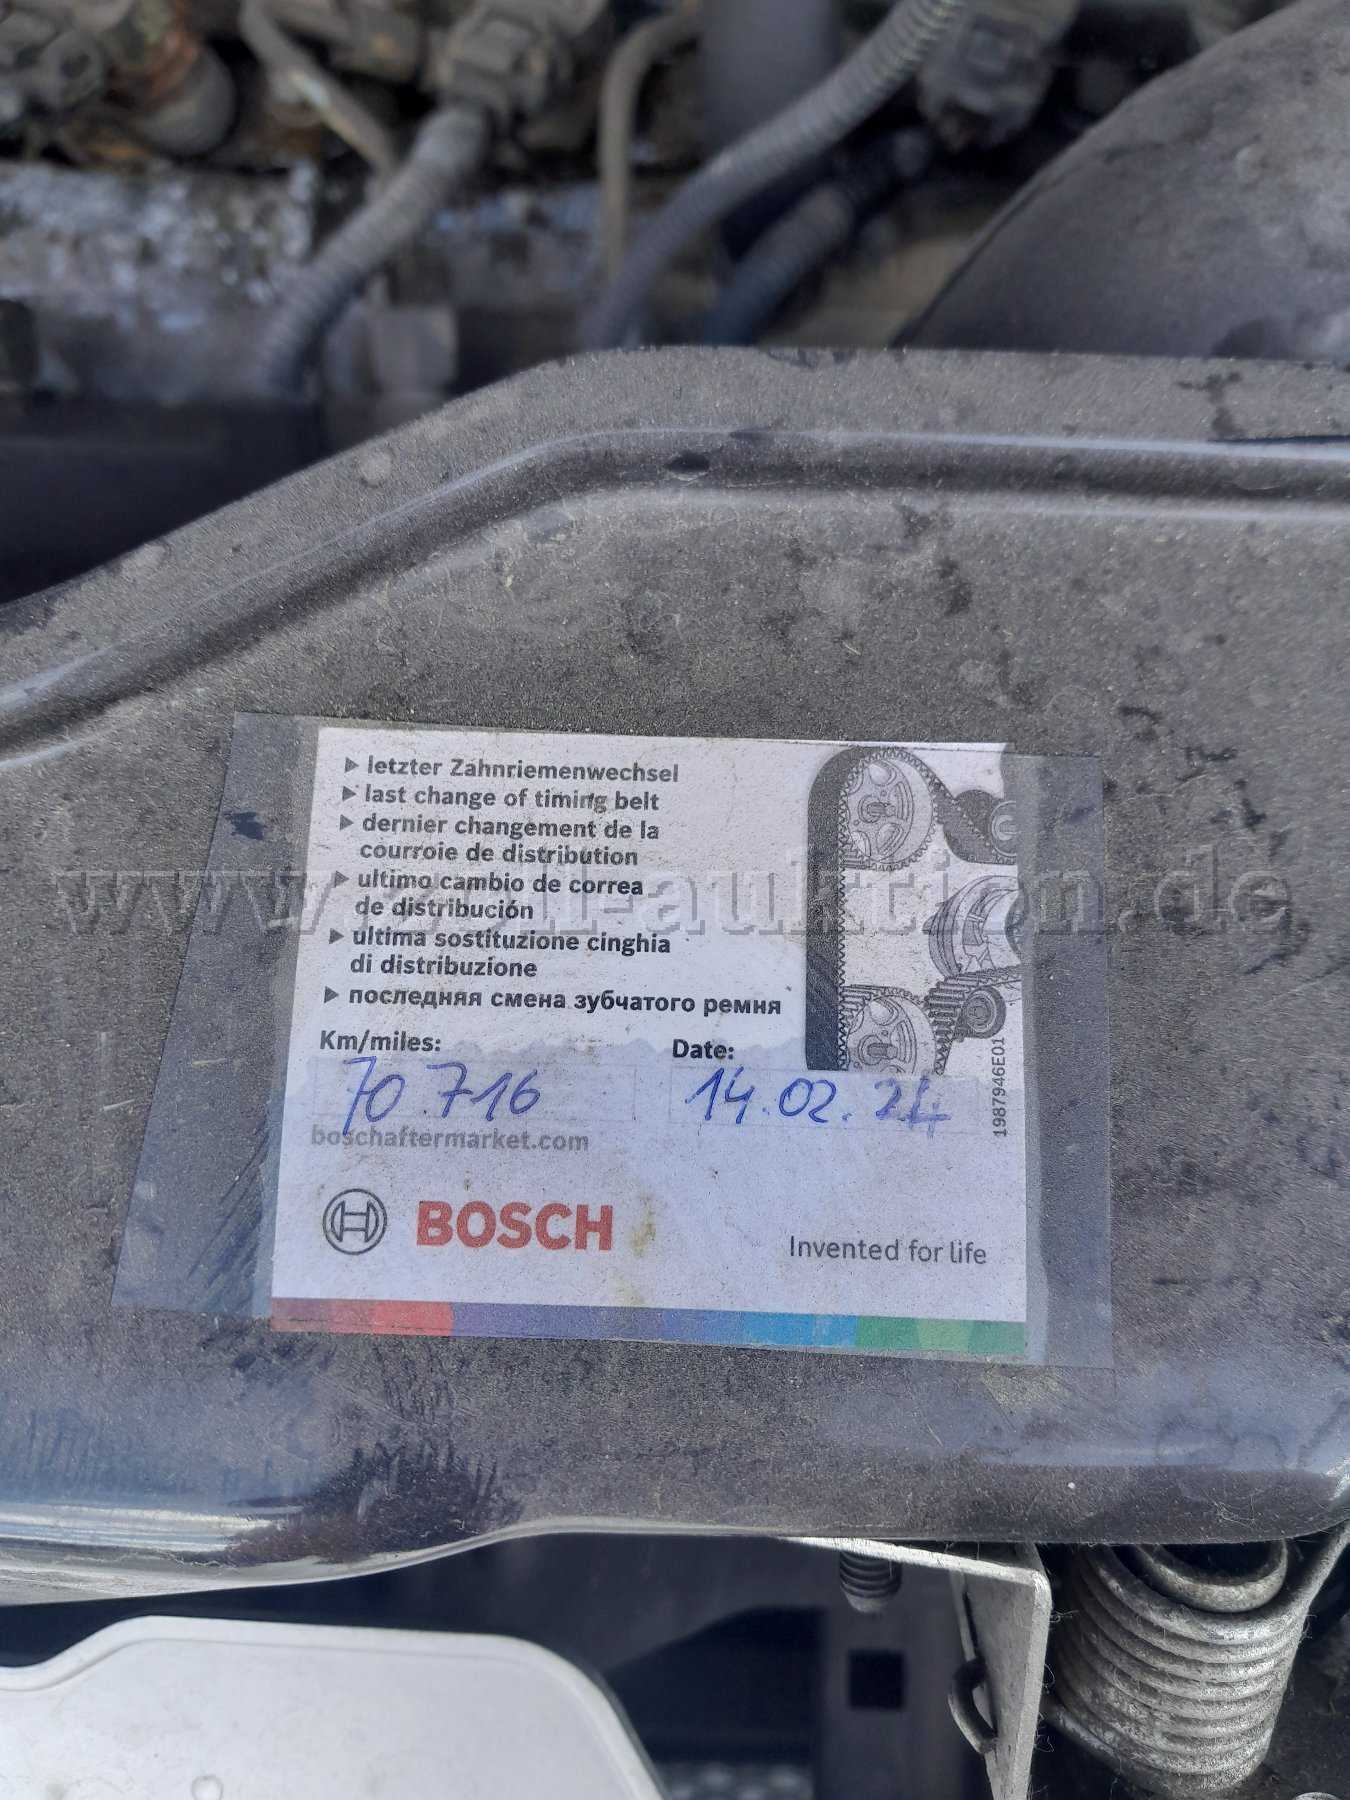 ► letzter Zahnriemenwechsel
► last change of timing belt
► dernier changement de la
courroie de distribution
► ultimo cambio de correa
de distribución
► ultima sostituzione cinghia
di distribuzione
► последняя смена зубчатого ремня
Km/miles:
70.716
Date:
14.02.24
boschaftermarket.com
1987946E01
BOSCH
Invented for life
www.zoll-auktion.de